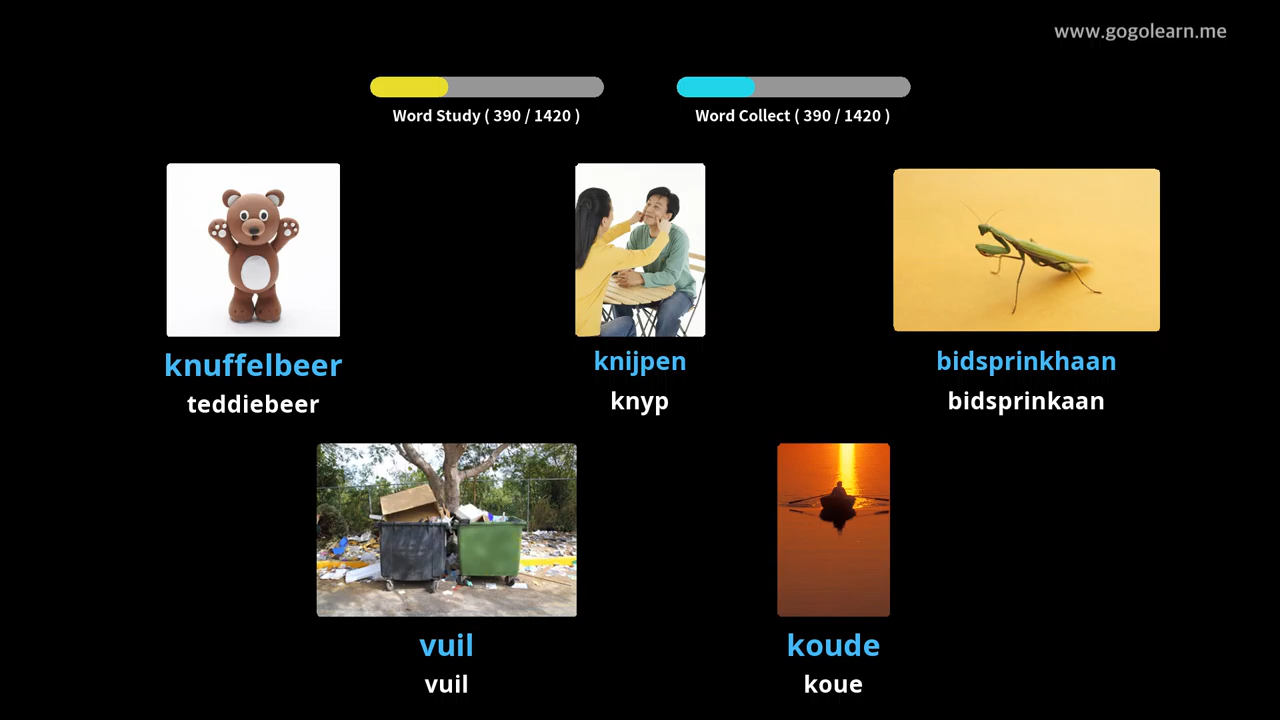 www.gogolearn.me
Word Study ( 390 / 1420 )
Word Collect ( 390 / 1420 )
knuffelbeer
teddiebeer
knijpen
knyp
bidsprinkhaan
bidsprinkaan
vuil
vuil
koude
koue